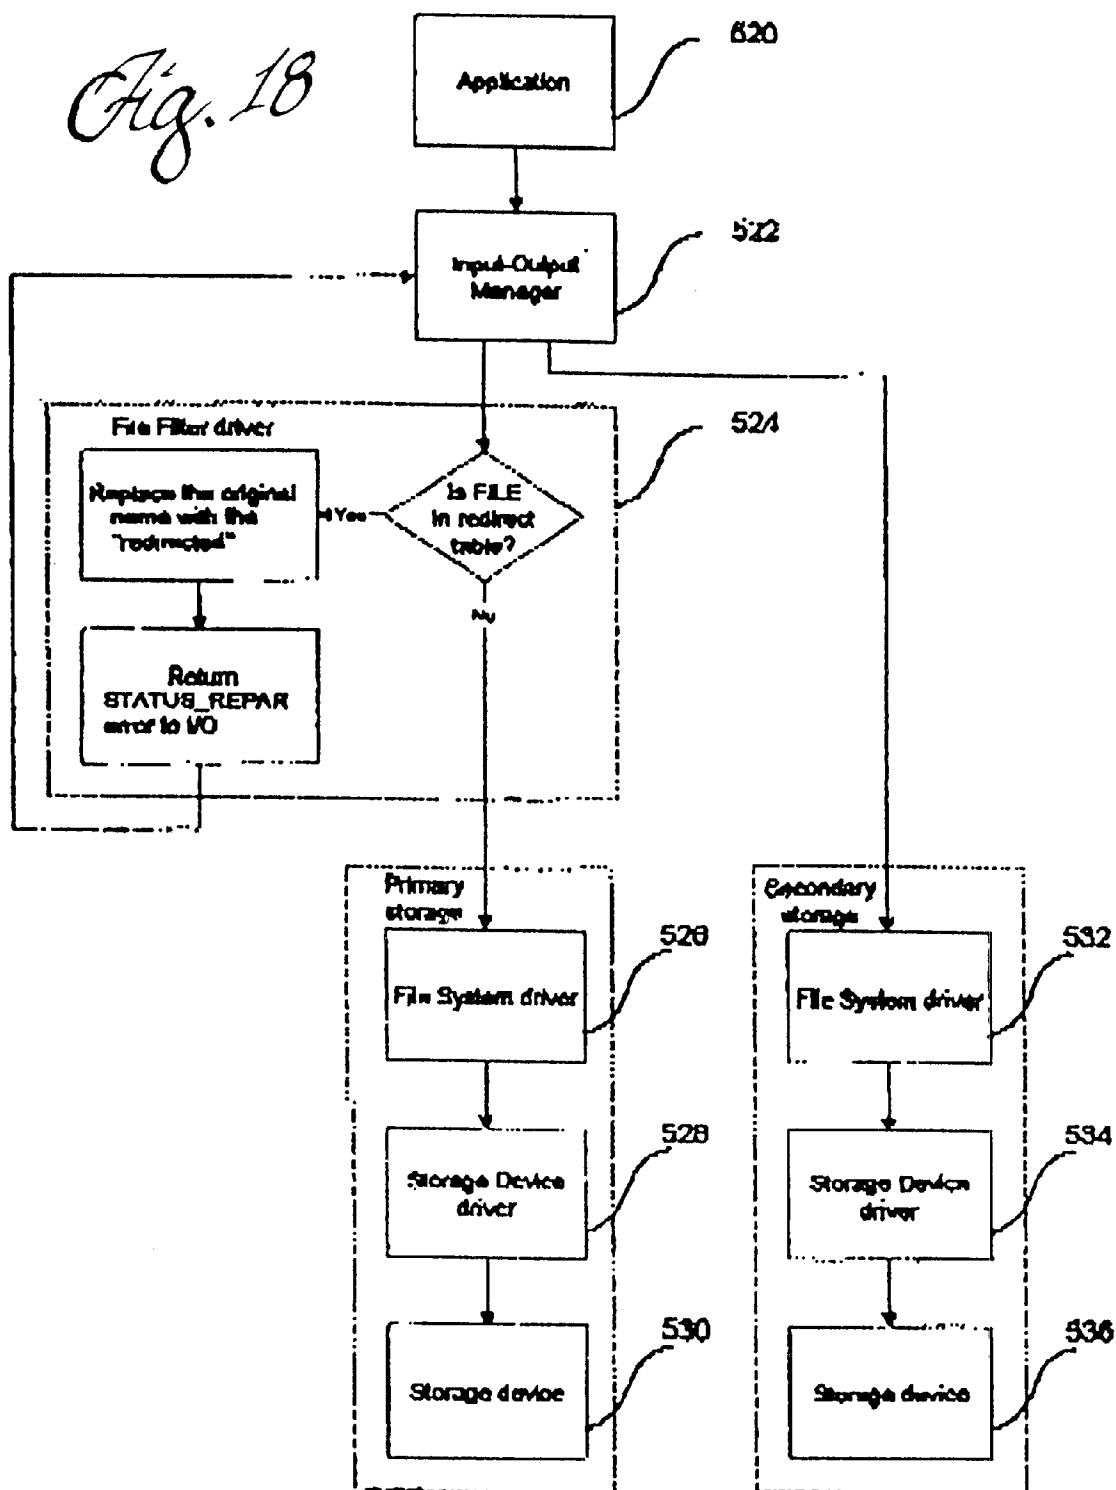 Fig. 18
520
Application
522
Input-Output
Manager
524
File Filter driver
Replace the original
name with the
"redirected"
Yes
Is FILE
in redirect
table?
No
Return
STATUS_REPAR
error to I/O
Primary
storage
526
File System driver
528
Storage Device
driver
530
Storage device
Secondary
storage
532
File System driver
534
Storage Device
driver
536
Storage device